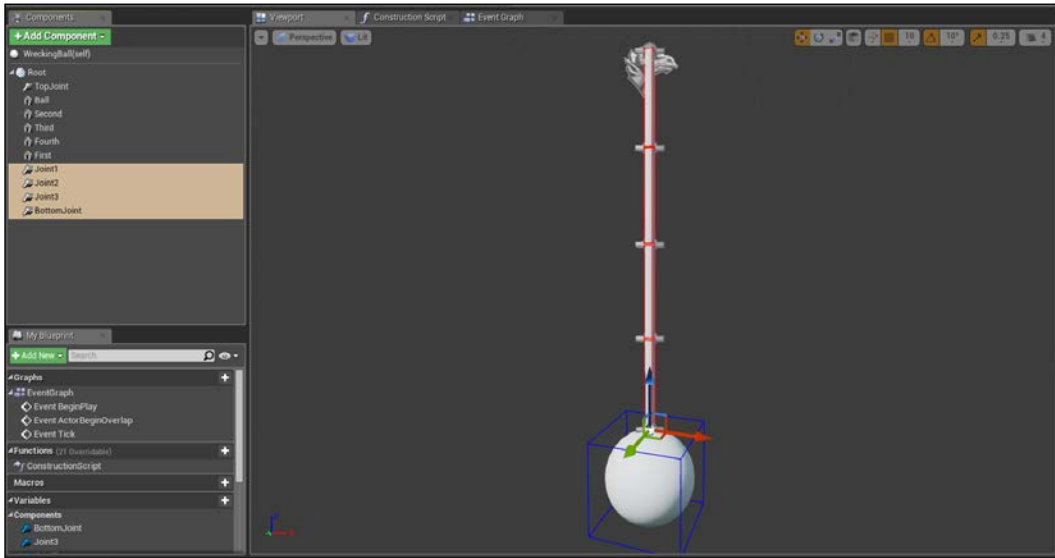 Components
Viewport
Construction Script
Event Graph
+Add Component
WreckingBall(self)
Root
TopJoint
Ball
Second
Third
Fourth
First
Joint1
Joint2
Joint3
BottomJoint
Perspective
Lit
10
10°
0.25
4
My Blueprint
+Add New
Search
Graphs
EventGraph
Event BeginPlay
Event ActorBeginOverlap
Event Tick
Functions (21 Overridable)
ConstructionScript
Macros
Variables
Components
BottomJoint
Joint3